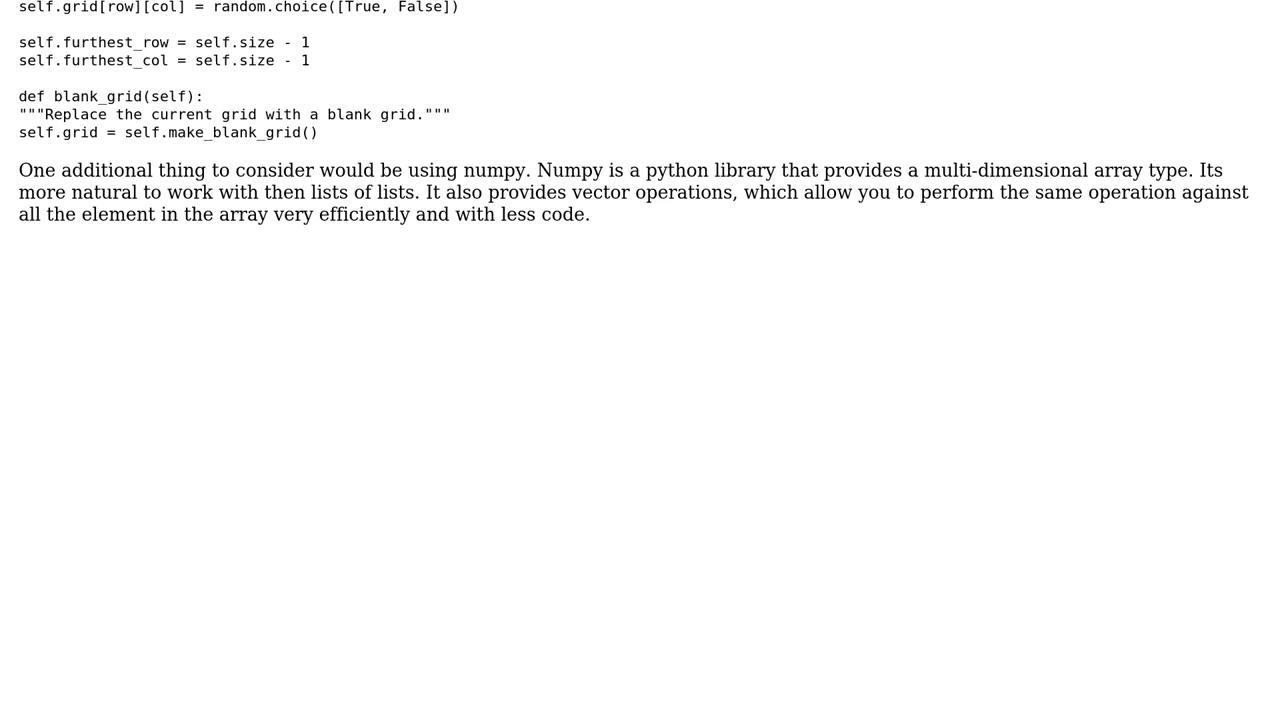 self.grid[row][col] = random.choice([True, False])
self.furthest_row = self.size - 1
self.furthest_col = self.size - 1
def blank_grid(self):
"""Replace the current grid with a blank grid."""
self.grid = self.make_blank_grid()
One additional thing to consider would be using numpy. Numpy is a python library that provides a multi-dimensional array type. Its
more natural to work with then lists of lists. It also provides vector operations, which allow you to perform the same operation against
all the element in the array very efficiently and with less code.